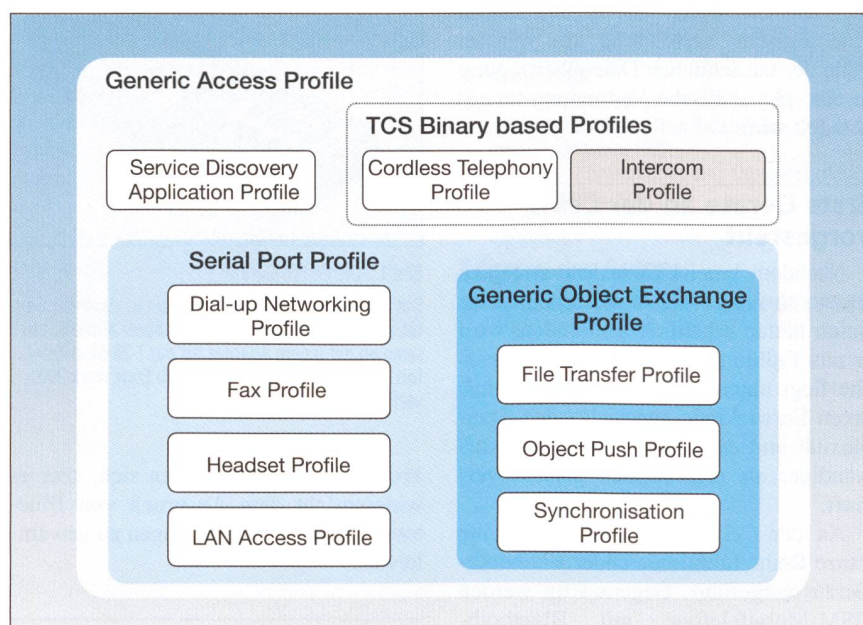 Generic Access Profile
TCS Binary based Profiles
Service Discovery
Application Profile
Cordless Telephony
Profile
Intercom
Profile
Serial Port Profile
Dial-up Networking
Profile
Fax Profile
Headset Profile
LAN Access Profile
Generic Object Exchange
Profile
File Transfer Profile
Object Push Profile
Synchronisation
Profile